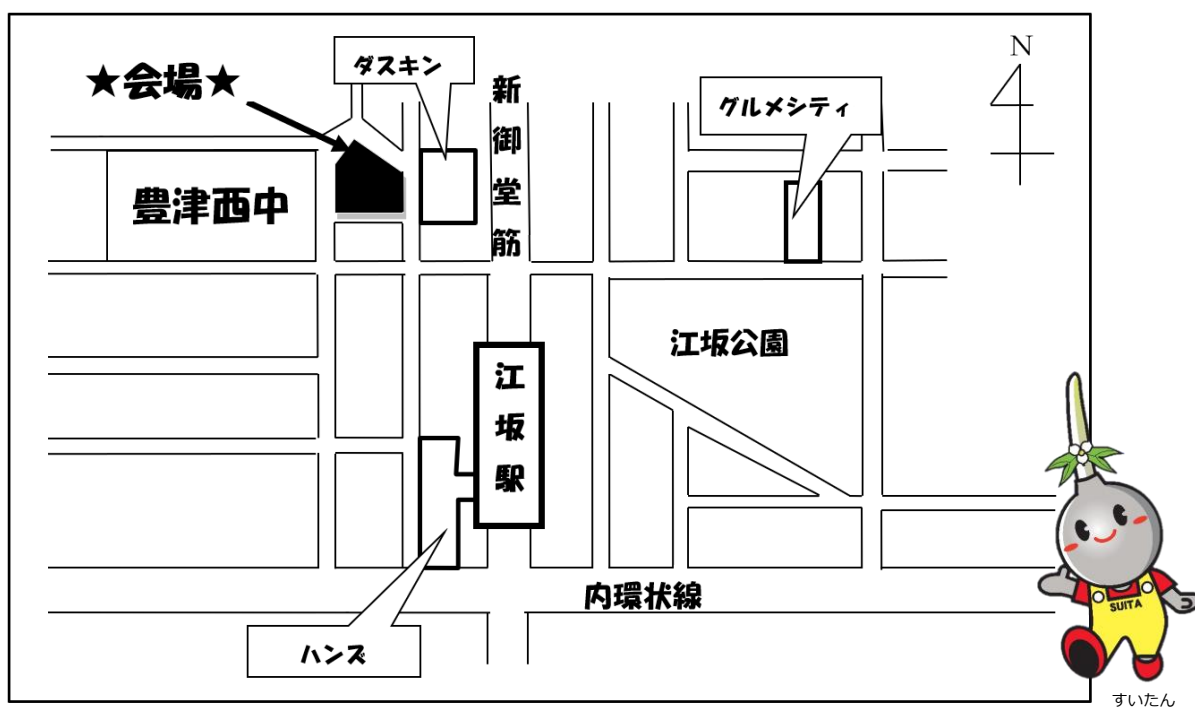 ★会場★
ダスキン
新御堂筋
グルメシティ
N
豊津西中
江坂公園
江坂駅
内環状線
ハンズ
SUITA
すいたん